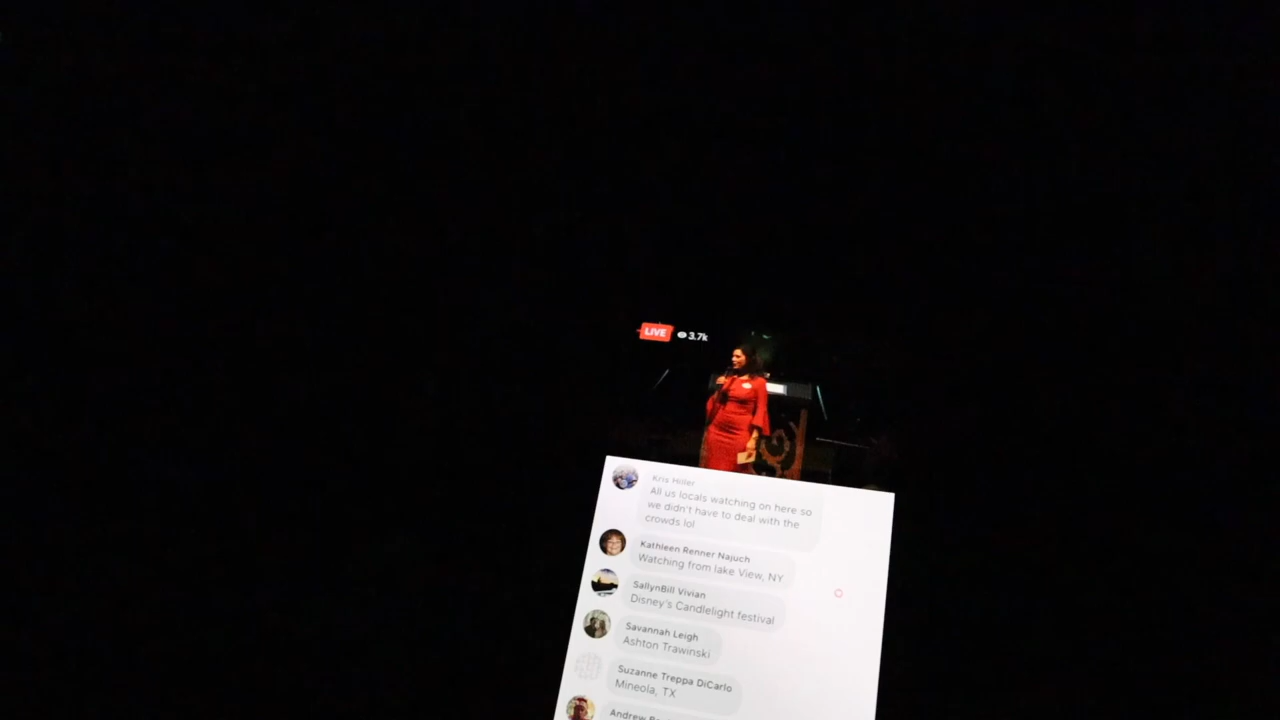 LIVE 3.7k
Kris Hiller
All us locals watching on here so
we didn't have to deal with the
crowds lol
Kathleen Renner Najuch
Watching from lake View, NY
SallynBill Vivian
Disney's Candlelight festival
Savannah Leigh
Ashton Trawinski
Suzanne Treppa DiCarlo
Mineola, TX
Andrew